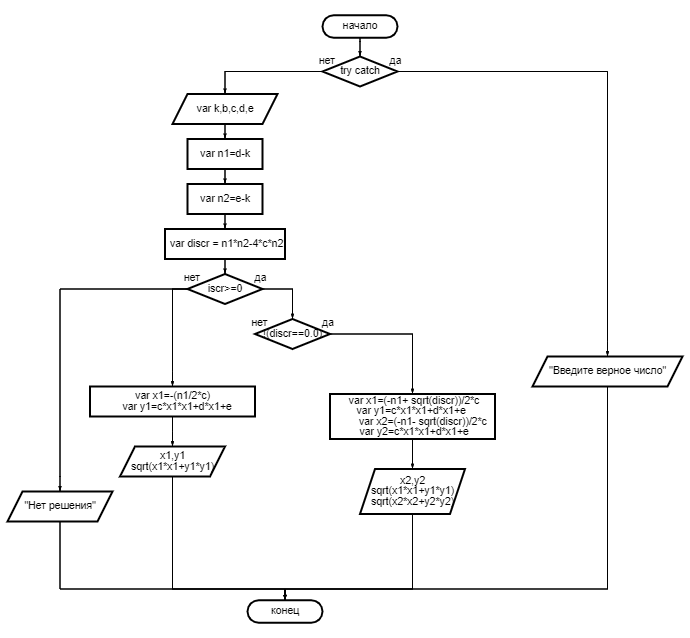 начало
нет
да
try catch
var k,b,c,d,e
var n1=d-k
var n2=e-k
var discr = n1*n2-4*c*n2
нет
да
iscr>=0
нет
да
!(discr==0.0)
var x1=-(n1/2*c)
var y1=c*x1*x1+d*x1+e
var x1=(-n1+ sqrt(discr))/2*c
var y1=c*x1*x1+d*x1+e
var x2=(-n1- sqrt(discr))/2*c
var y2=c*x1*x1+d*x1+e
"Введите верное число"
x1,y1
sqrt(x1*x1+y1*y1)
x2,y2
sqrt(x1*x1+y1*y1)
sqrt(x2*x2+y2*y2)
"Нет решения"
конец